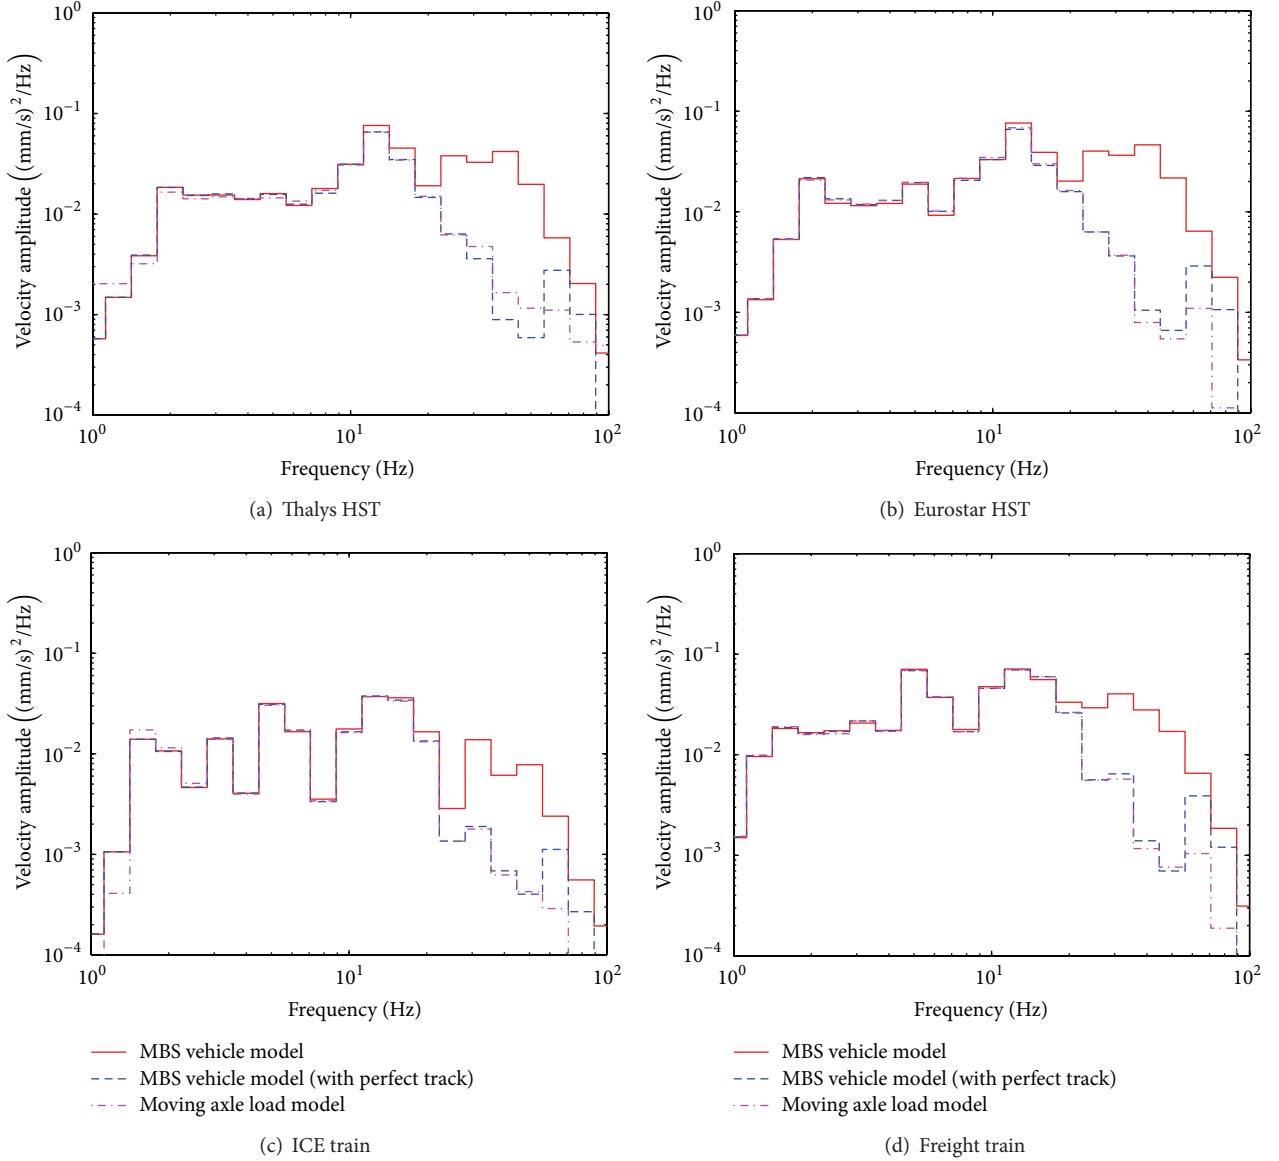 10^0
10^−1
10^−2
10^−3
10^−4
Velocity amplitude ((mm/s)^2/Hz)
10^0 10^1 10^2
Frequency (Hz)
(a) Thalys HST
10^0
10^−1
10^−2
10^−3
10^−4
Velocity amplitude ((mm/s)^2/Hz)
10^0 10^1 10^2
Frequency (Hz)
(b) Eurostar HST
10^0
10^−1
10^−2
10^−3
10^−4
Velocity amplitude ((mm/s)^2/Hz)
10^0 10^1 10^2
Frequency (Hz)
MBS vehicle model
MBS vehicle model (with perfect track)
Moving axle load model
(c) ICE train
10^0
10^−1
10^−2
10^−3
10^−4
Velocity amplitude ((mm/s)^2/Hz)
10^0 10^1 10^2
Frequency (Hz)
MBS vehicle model
MBS vehicle model (with perfect track)
Moving axle load model
(d) Freight train